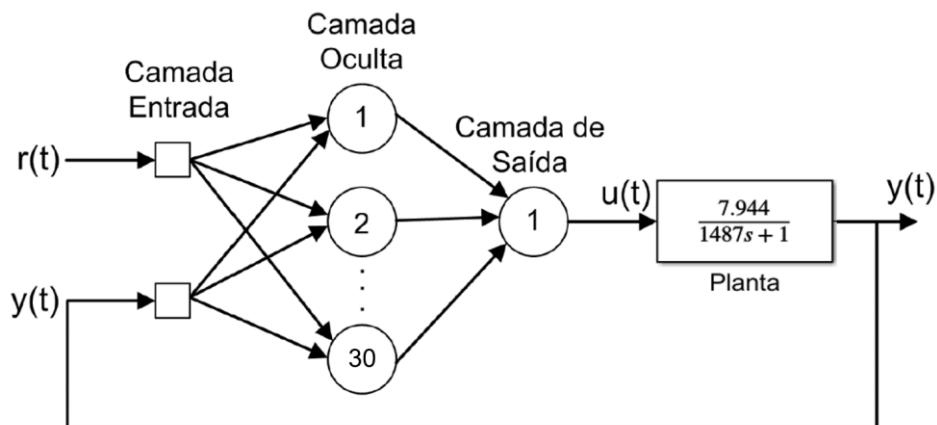 Camada
Entrada
Camada
Oculta
Camada de
Saída
r(t)
y(t)
1
2
30
1
u(t)
7.944
1487s + 1
Planta
y(t)